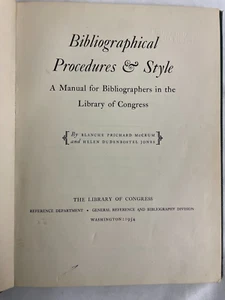 Bibliographical
Procedures & Style
A Manual for Bibliographers in the
Library of Congress
By BLANCHE PRICHARD McCRUM
and HELEN DUDENBOSTEL JONES
THE LIBRARY OF CONGRESS
REFERENCE DEPARTMENT • GENERAL REFERENCE AND BIBLIOGRAPHY DIVISION
WASHINGTON : 1954